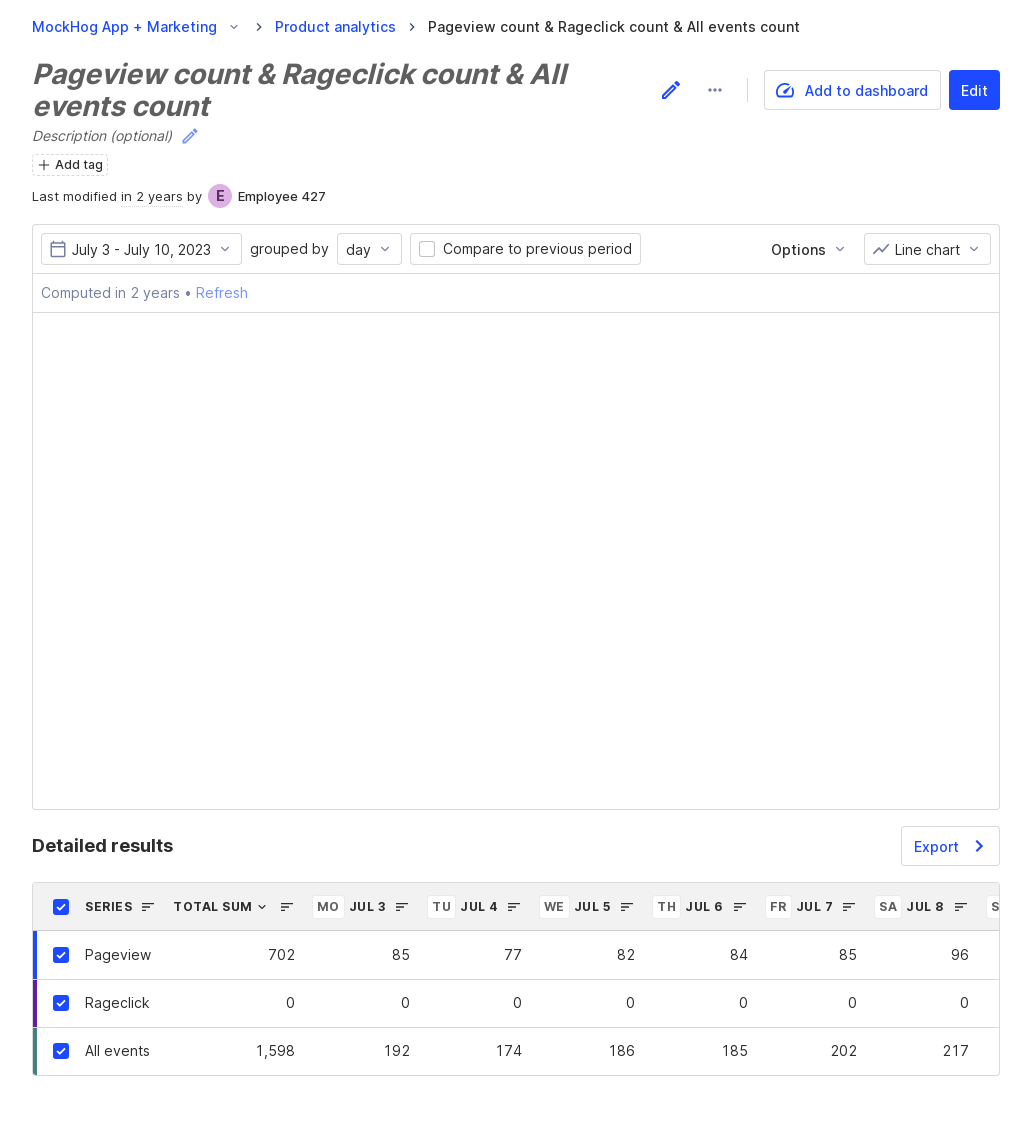 MockHog App + Marketing Product analytics Pageview count & Rageclick count & All events count
Pageview count & Rageclick count & All
events count
Add to dashboard Edit
Description (optional)
Add tag
Last modified in 2 years by E Employee 427
July 3 - July 10, 2023 grouped by day Compare to previous period Options Line chart
Computed in 2 years • Refresh
Detailed results Export
SERIES TOTAL SUM MO JUL 3 TU JUL 4 WE JUL 5 TH JUL 6 FR JUL 7 SA JUL 8
Pageview 702 85 77 82 84 85 96
Rageclick 0 0 0 0 0 0 0
All events 1,598 192 174 186 185 202 217